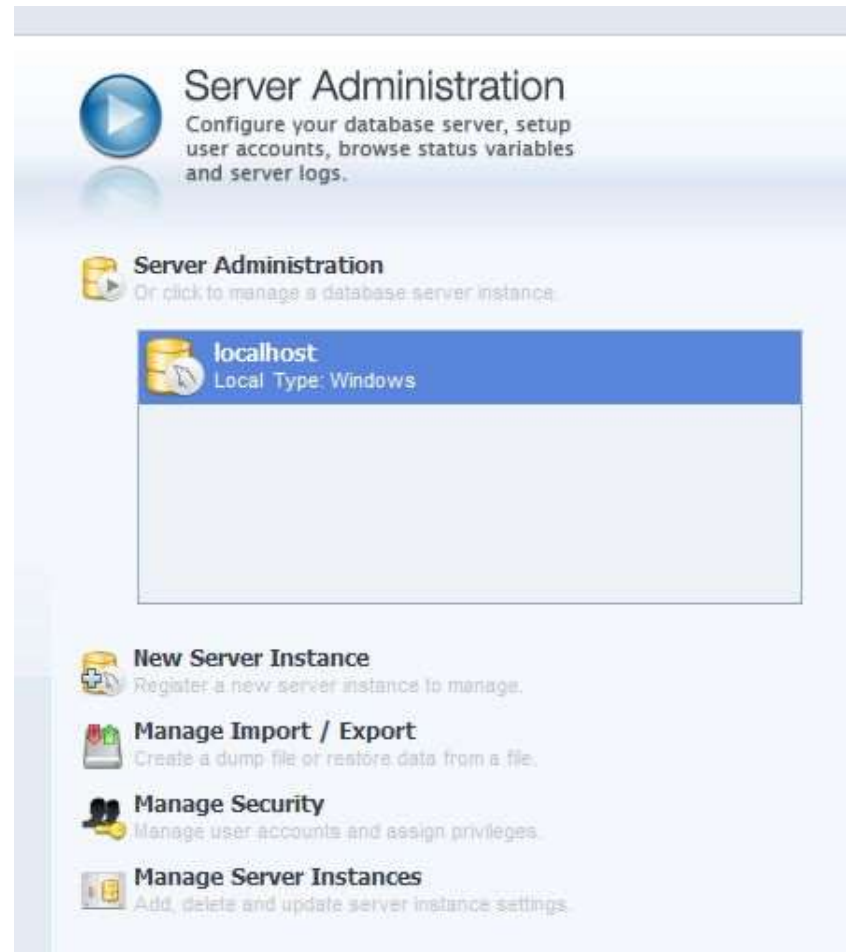 Server Administration
Configure your database server, setup
user accounts, browse status variables
and server logs.
Server Administration
Or click to manage a database server instance.
localhost
Local Type: Windows
New Server Instance
Register a new server instance to manage.
Manage Import / Export
Create a dump file or restore data from a file.
Manage Security
Manage user accounts and assign privileges.
Manage Server Instances
Add, delete and update server instance settings.